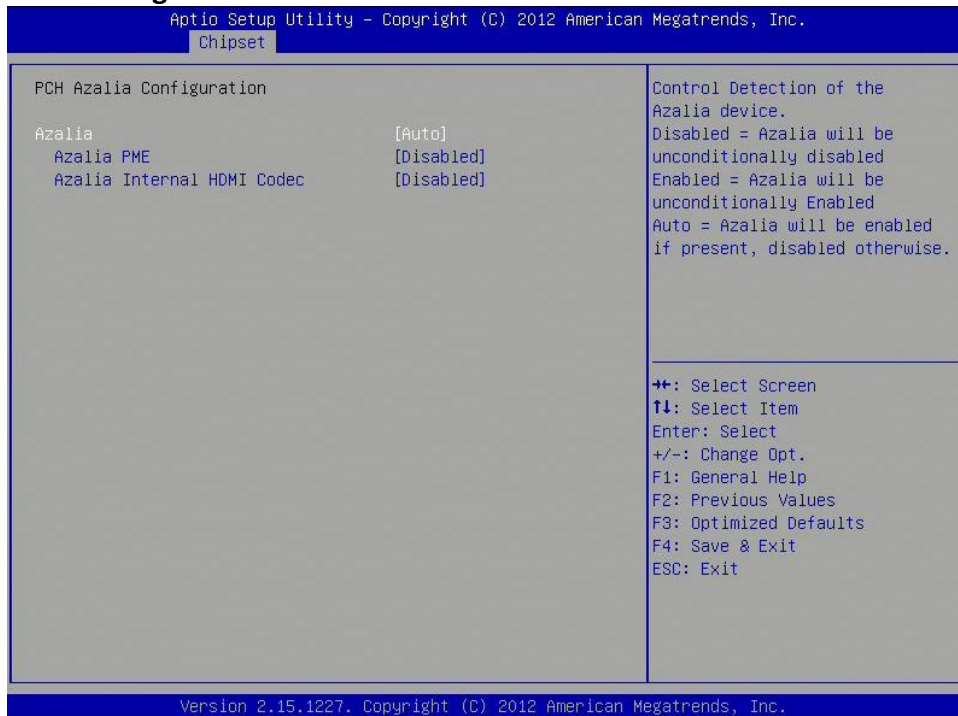 Aptio Setup Utility – Copyright (C) 2012 American Megatrends, Inc.
Chipset
PCH Azalia Configuration
Azalia [Auto]
Azalia PME [Disabled]
Azalia Internal HDMI Codec [Disabled]
Control Detection of the
Azalia device.
Disabled = Azalia will be
unconditionally disabled
Enabled = Azalia will be
unconditionally Enabled
Auto = Azalia will be enabled
if present, disabled otherwise.
→←: Select Screen
↑↓: Select Item
Enter: Select
+/-: Change Opt.
F1: General Help
F2: Previous Values
F3: Optimized Defaults
F4: Save & Exit
ESC: Exit
Version 2.15.1227. Copyright (C) 2012 American Megatrends, Inc.